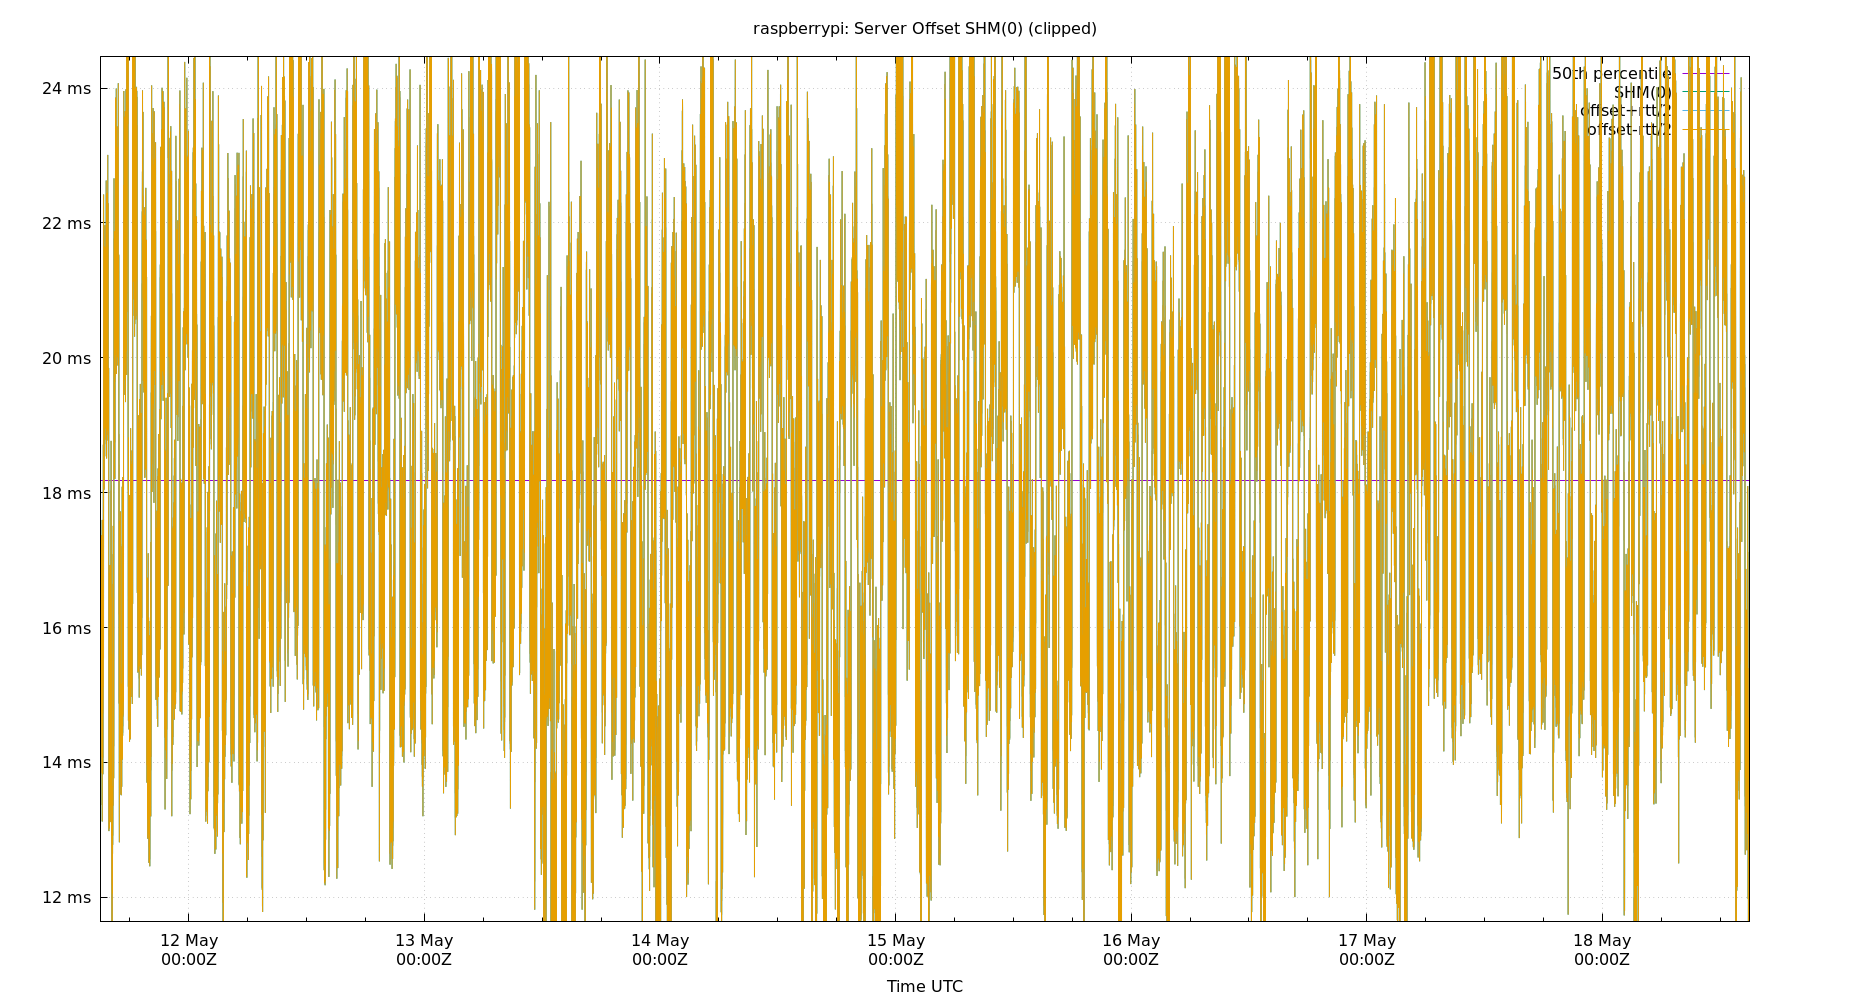 raspberrypi: Server Offset SHM(0) (clipped)
50th percentile
SHM(0)
offset+rtt/2
offset-rtt/2
24 ms
22 ms
20 ms
18 ms
16 ms
14 ms
12 ms
12 May 13 May 14 May 15 May 16 May 17 May 18 May
00:00Z 00:00Z 00:00Z 00:00Z 00:00Z 00:00Z 00:00Z
Time UTC